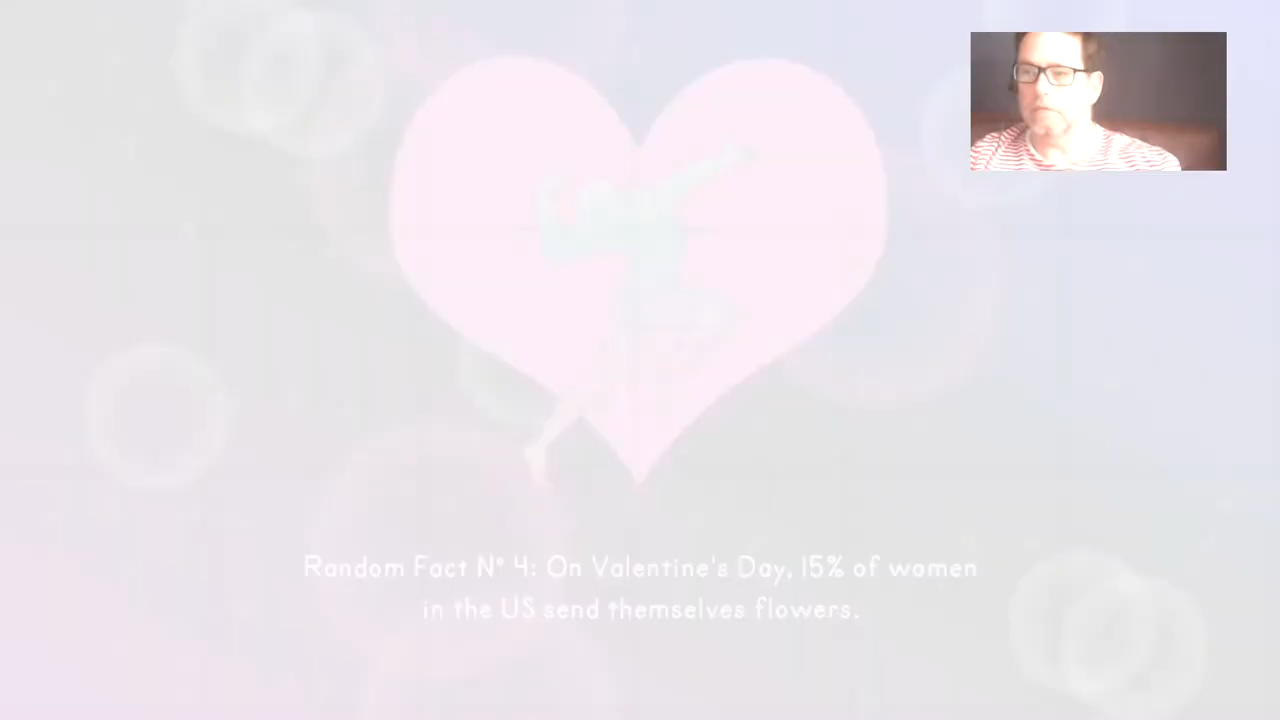 Random Fact N° 4: On Valentine's Day, 15% of women
in the US send themselves flowers.